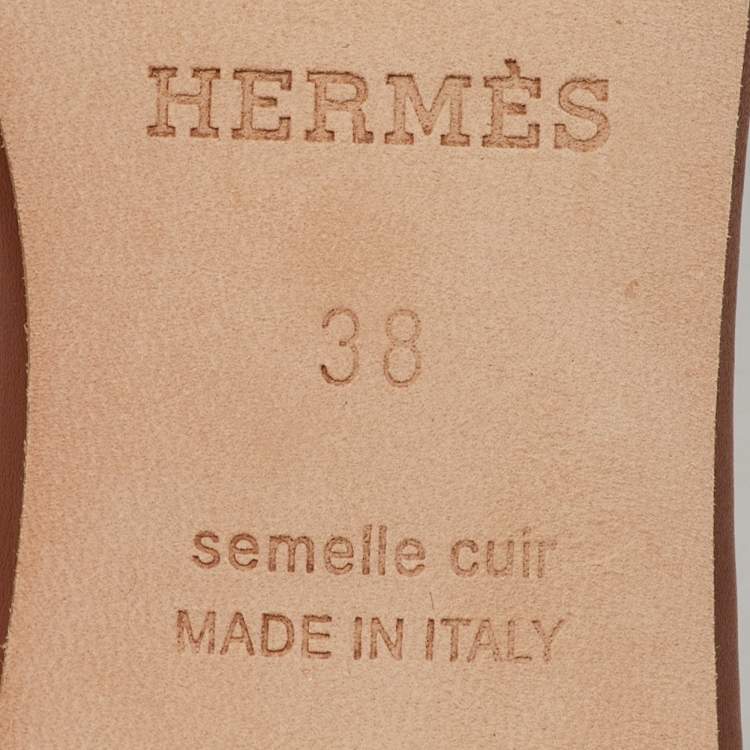 HERMÈS
38
semelle cuir
MADE IN ITALY